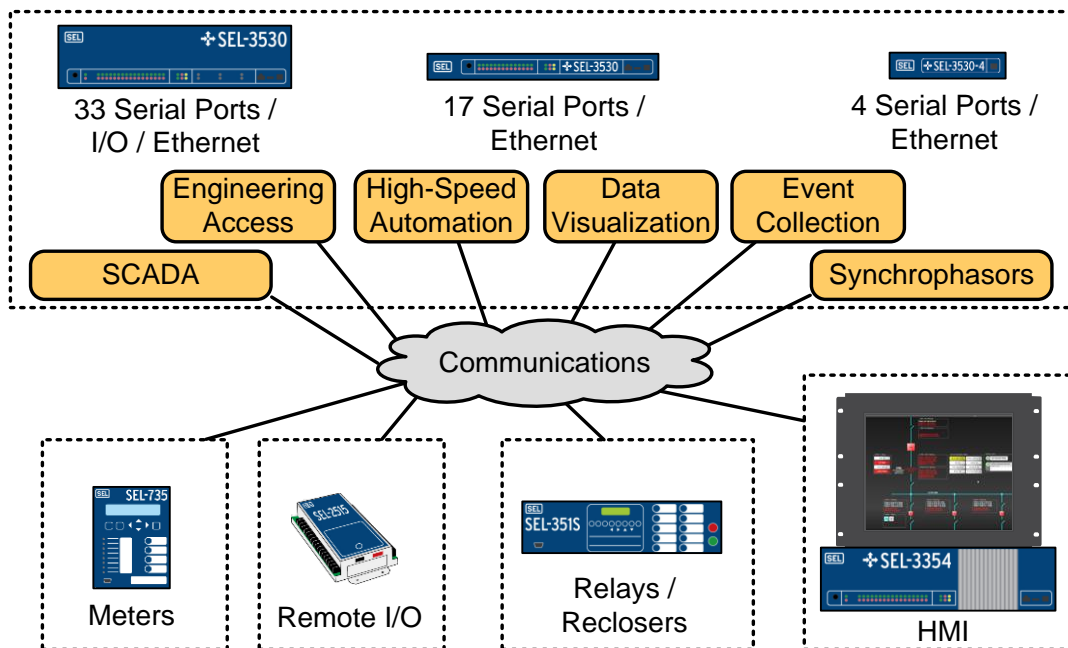 SEL SEL-3530
SEL SEL-3530
SEL SEL-3530-4
33 Serial Ports /
I/O / Ethernet
17 Serial Ports /
Ethernet
4 Serial Ports /
Ethernet
Engineering
Access
High-Speed
Automation
Data
Visualization
Event
Collection
SCADA
Synchrophasors
Communications
SEL SEL-735
Meters
SEL-2515
Remote I/O
SEL
SEL-351S
Relays /
Reclosers
SEL SEL-3354
HMI